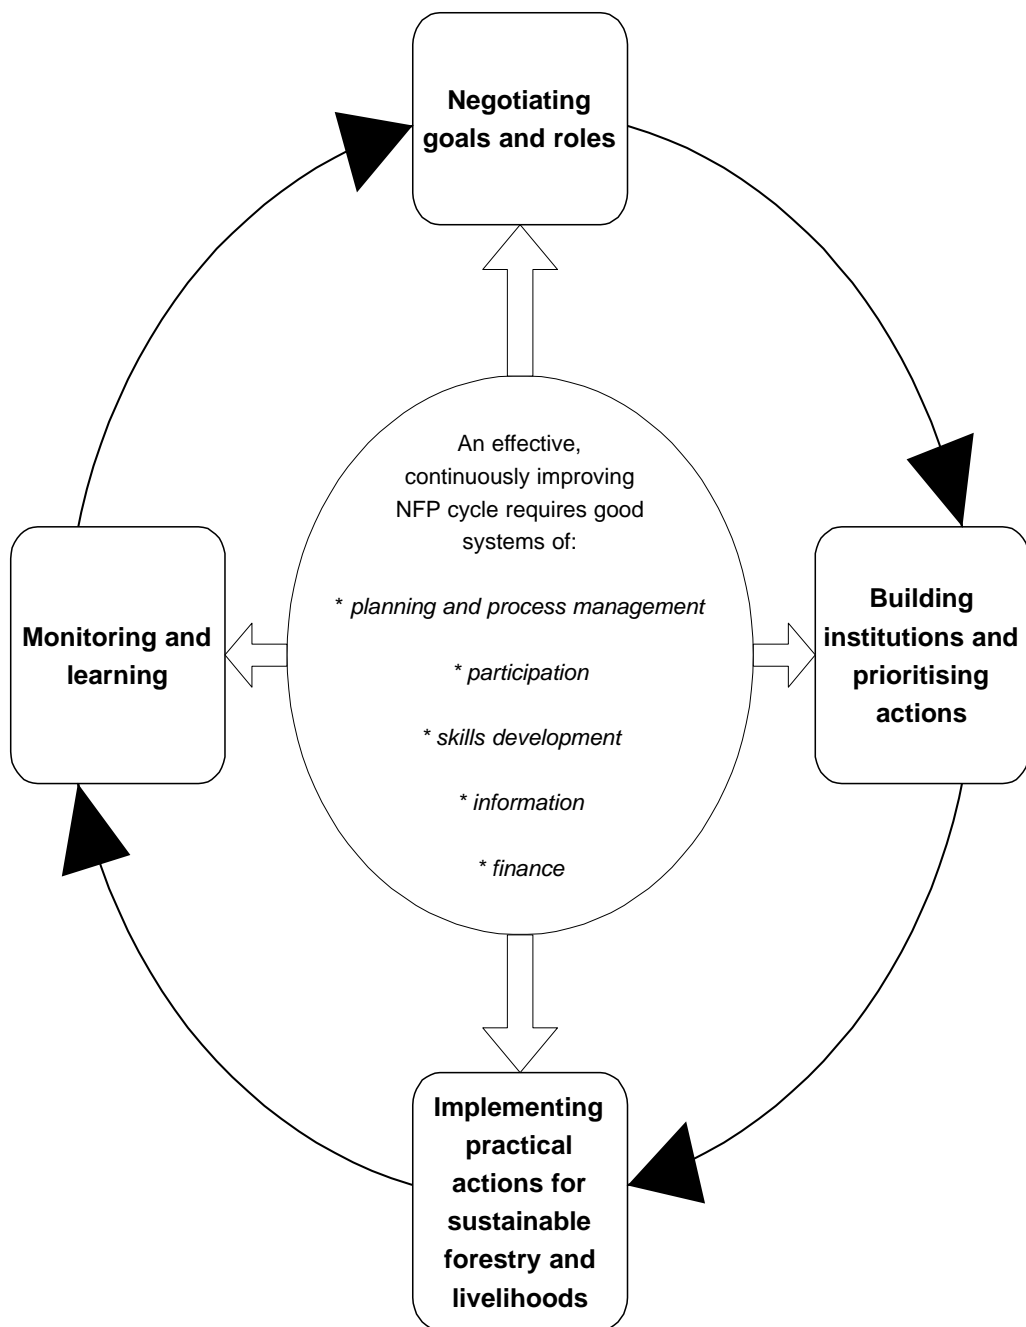 Negotiating
goals and roles
An effective,
continuously improving
NFP cycle requires good
systems of:
* planning and process management
* participation
* skills development
* information
* finance
Monitoring and
learning
Building
institutions and
prioritising
actions
Implementing
practical
actions for
sustainable
forestry and
livelihoods